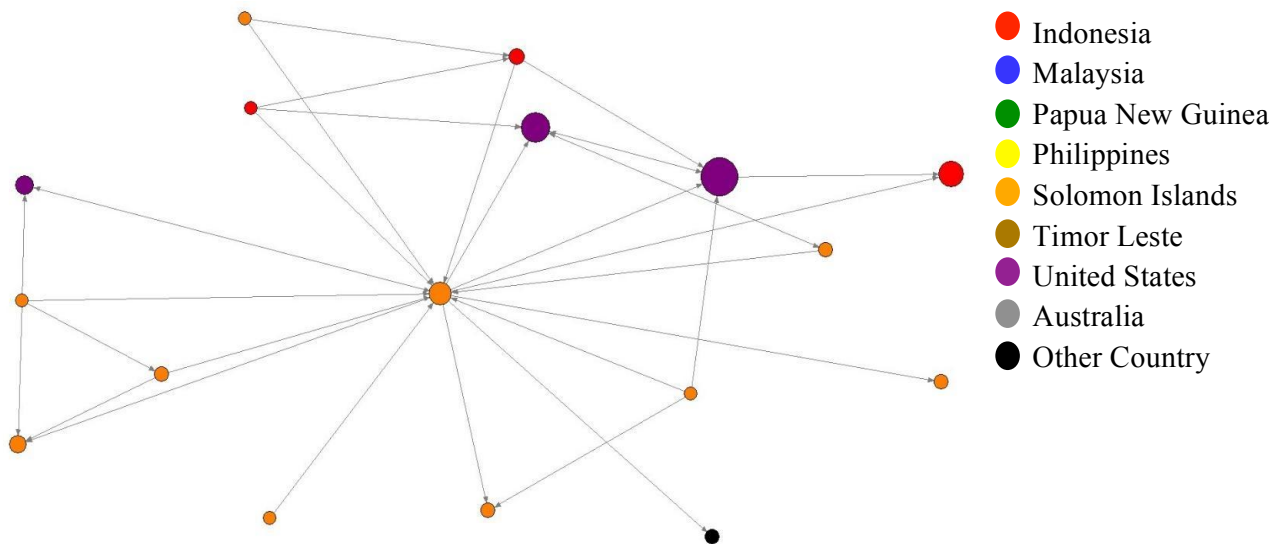 Indonesia
Malaysia
Papua New Guinea
Philippines
Solomon Islands
Timor Leste
United States
Australia
Other Country